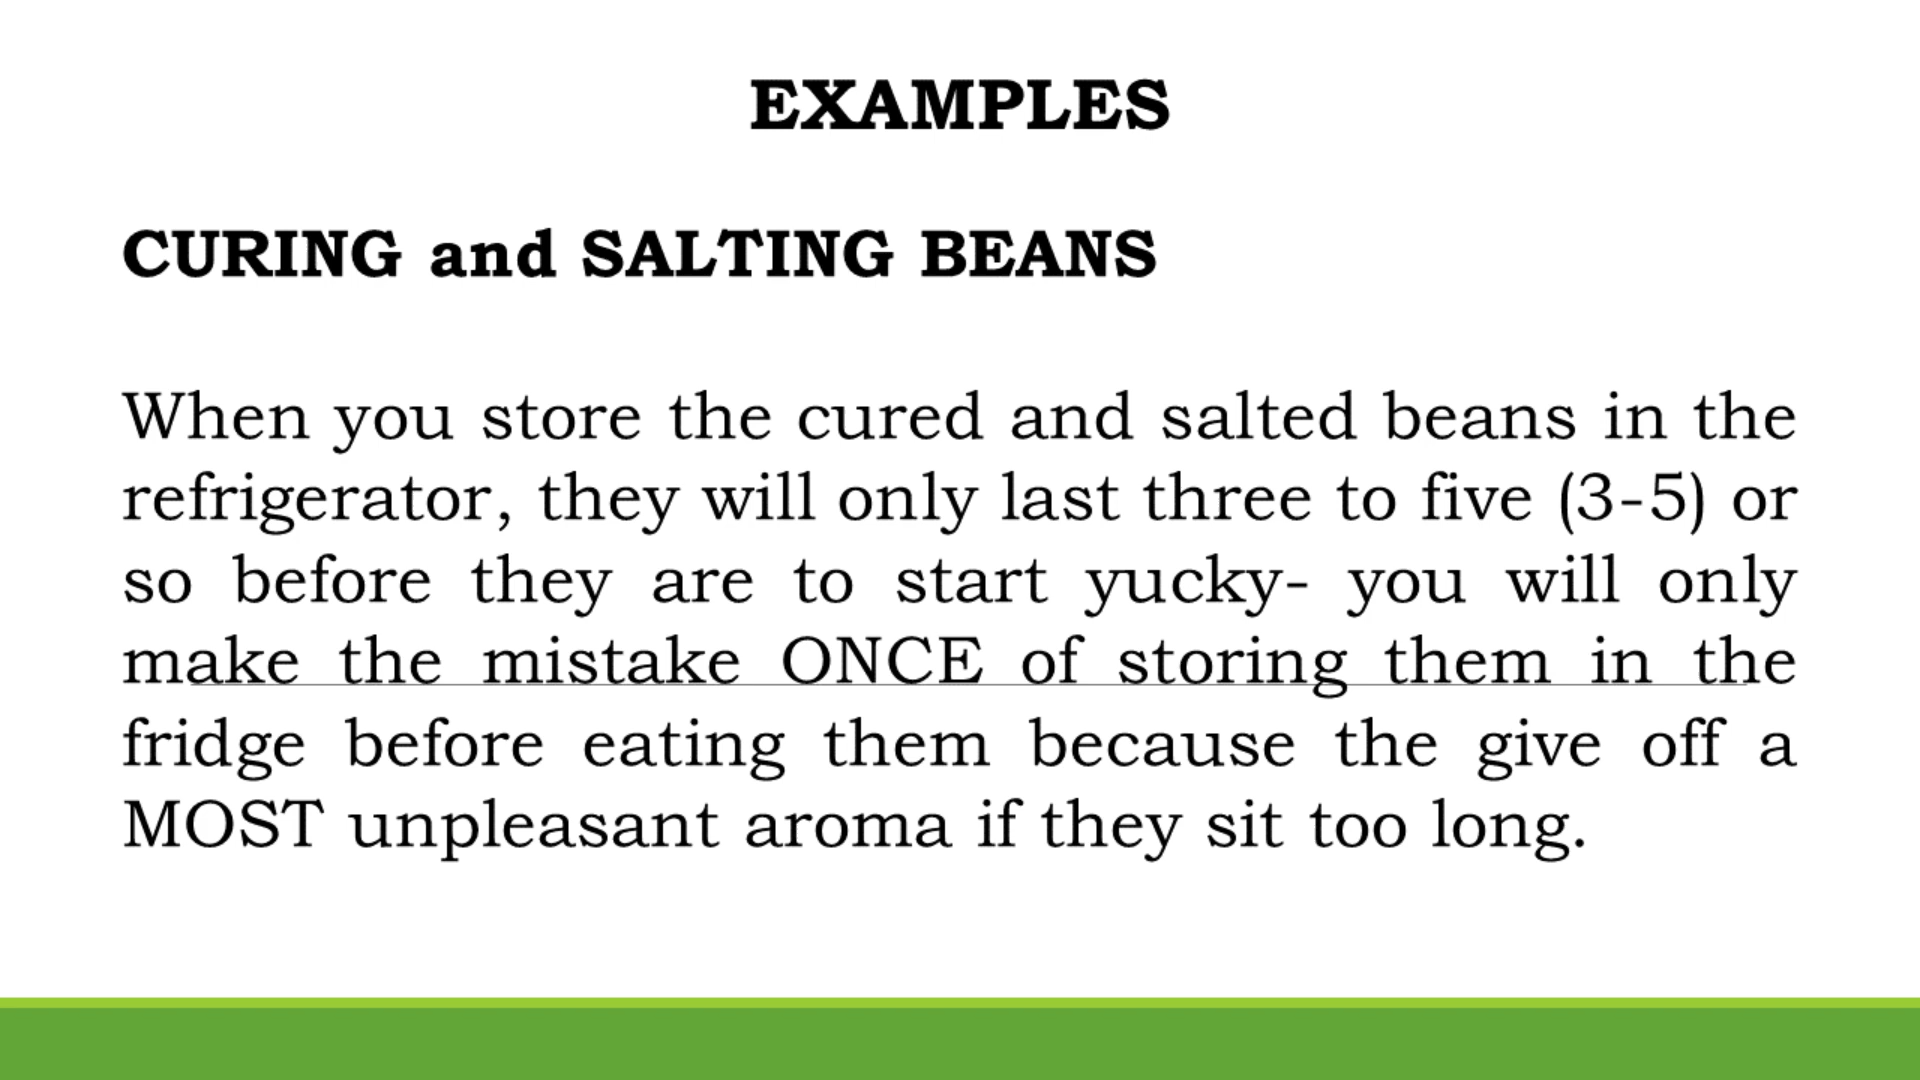 EXAMPLES
CURING and SALTING BEANS
When you store the cured and salted beans in the
refrigerator, they will only last three to five (3-5) or
so before they are to start yucky- you will only
make the mistake ONCE of storing them in the
fridge before eating them because the give off a
MOST unpleasant aroma if they sit too long.